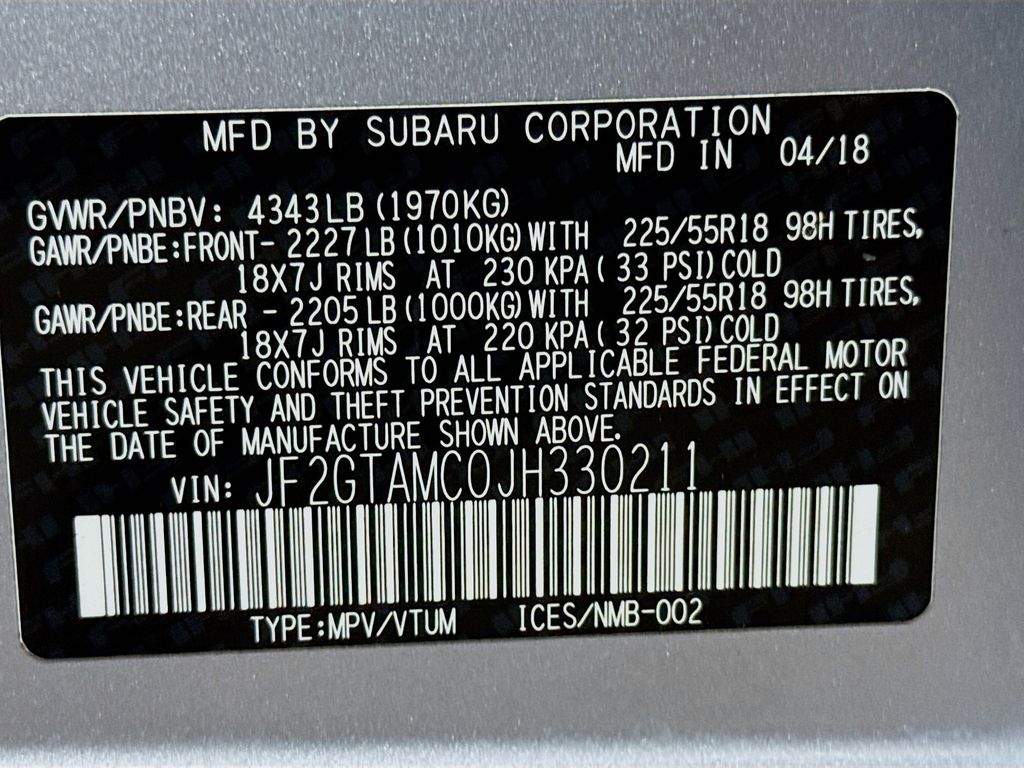 MFD BY SUBARU CORPORATION
MFD IN 04/18
GVWR/PNBV: 4343LB (1970KG)
GAWR/PNBE:FRONT- 2227LB(1010KG)WITH 225/55R18 98H TIRES,
18X7J RIMS AT 230 KPA( 33 PSI)COLD
GAWR/PNBE:REAR - 2205LB(1000KG)WITH 225/55R18 98H TIRES,
18X7J RIMS AT 220 KPA( 32 PSI)COLD
THIS VEHICLE CONFORMS TO ALL APPLICABLE FEDERAL MOTOR
VEHICLE SAFETY AND THEFT PREVENTION STANDARDS IN EFFECT ON
THE DATE OF MANUFACTURE SHOWN ABOVE.
VIN: JF2GTAMC0JH330211
TYPE:MPV/VTUM ICES/NMB-002